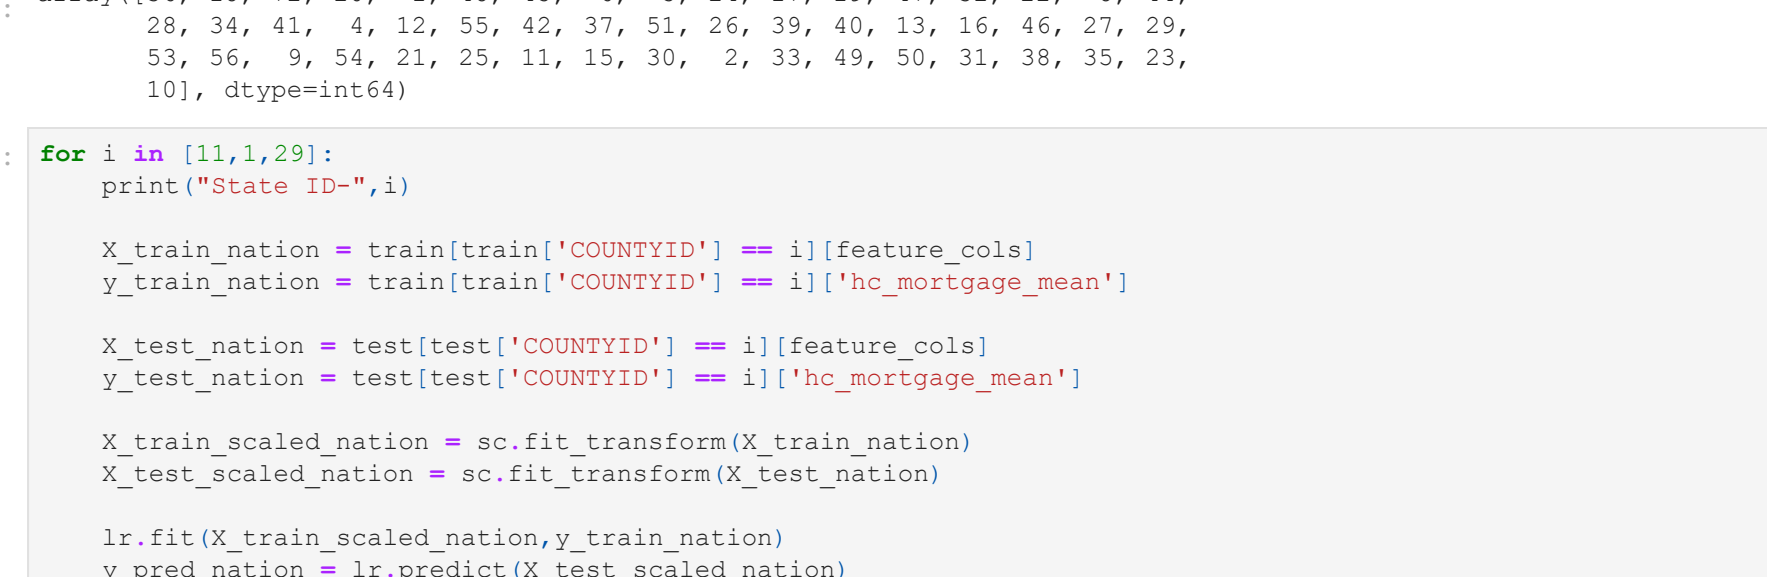 28, 34, 41,  4, 12, 55, 42, 37, 51, 26, 39, 40, 13, 16, 46, 27, 29,
53, 56,  9, 54, 21, 25, 11, 15, 30,  2, 33, 49, 50, 31, 38, 35, 23,
10], dtype=int64)
for i in [11,1,29]:
    print("State ID-",i)
    X_train_nation = train[train['COUNTYID'] == i][feature_cols]
    y_train_nation = train[train['COUNTYID'] == i]['hc_mortgage_mean']
    X_test_nation = test[test['COUNTYID'] == i][feature_cols]
    y_test_nation = test[test['COUNTYID'] == i]['hc_mortgage_mean']
    X_train_scaled_nation = sc.fit_transform(X_train_nation)
    X_test_scaled_nation = sc.fit_transform(X_test_nation)
    lr.fit(X_train_scaled_nation,y_train_nation)
    y_pred_nation = lr.predict(X_test_scaled_nation)